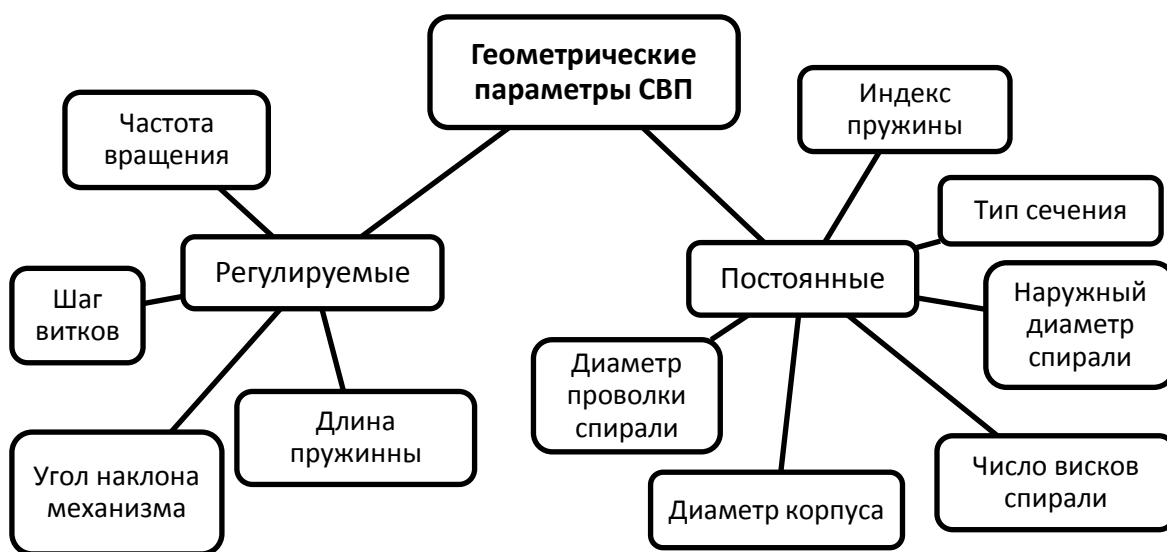 Геометрические
параметры СВП
Частота
вращения
Индекс
пружины
Тип сечения
Регулируемые
Постоянные
Шаг
витков
Наружный
диаметр
спирали
Диаметр
проволки
спирали
Длина
пружинны
Угол наклона
механизма
Число висков
спирали
Диаметр корпуса